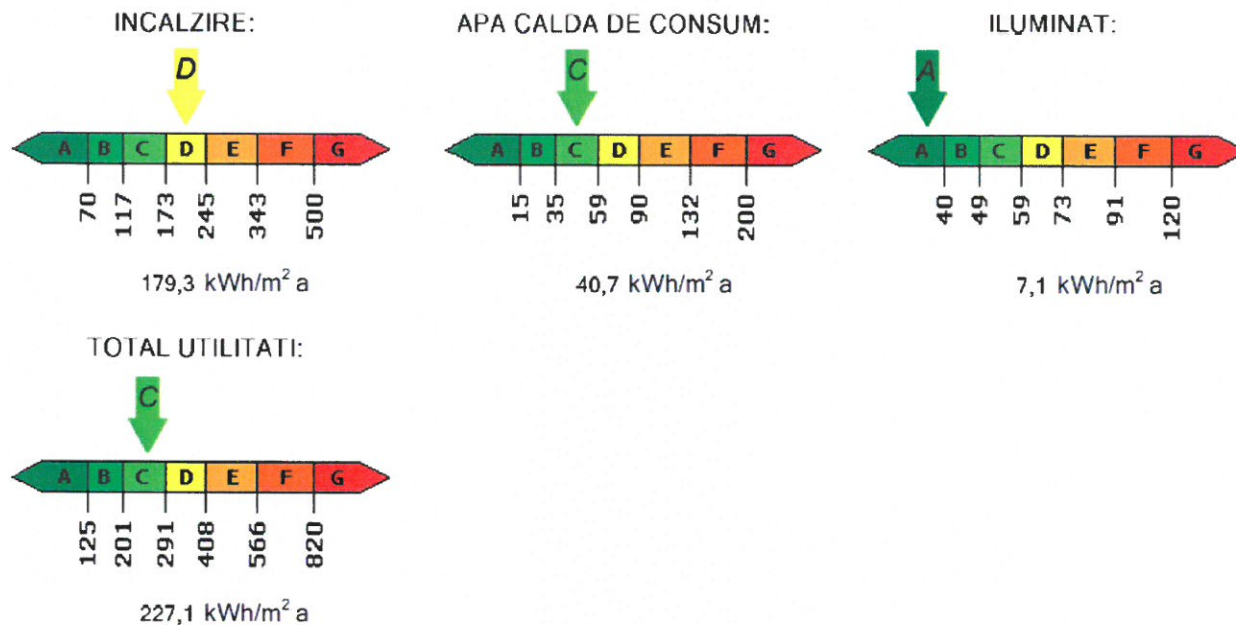 INCALZIRE:
D
A B C D E F G
70 117 173 245 343 500
179,3 kWh/m² a
APA CALDA DE CONSUM:
C
A B C D E F G
15 35 59 90 132 200
40,7 kWh/m² a
ILUMINAT:
A
A B C D E F G
40 49 59 73 91 120
7,1 kWh/m² a
TOTAL UTILITATI:
C
A B C D E F G
125 201 291 408 566 820
227,1 kWh/m² a